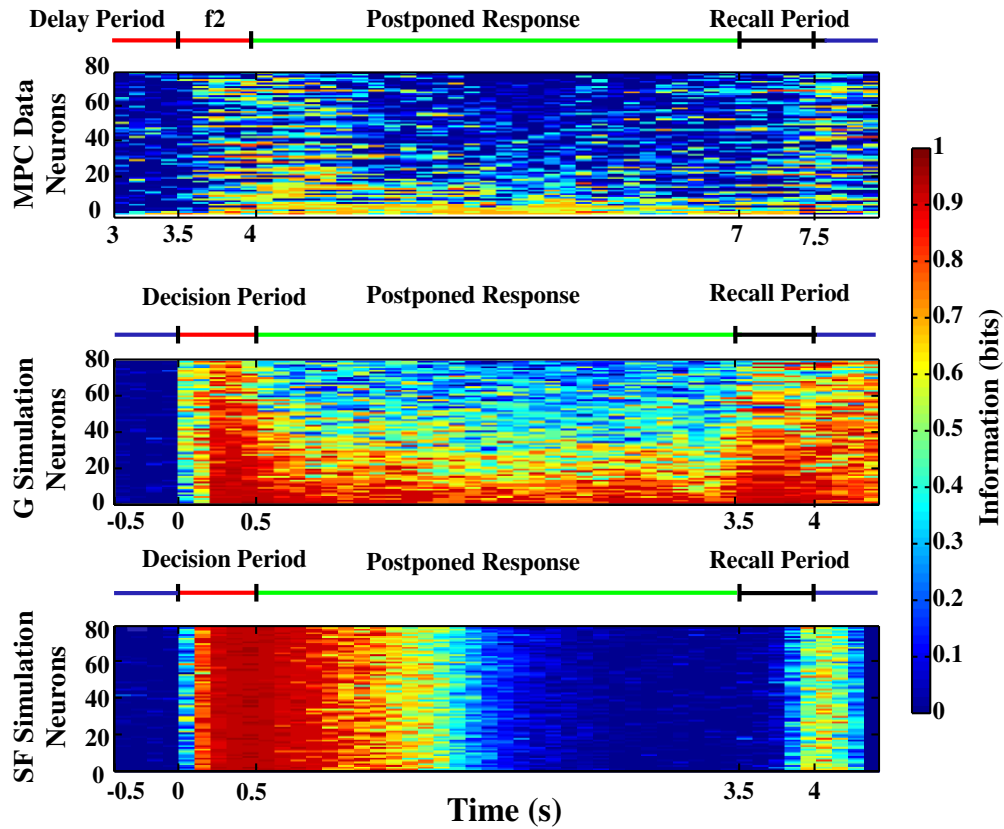 Delay Period f2 Postponed Response Recall Period
MPC Data
Neurons
80
60
40
20
0
3 3.5 4 7 7.5
Decision Period Postponed Response Recall Period
G Simulation
Neurons
80
60
40
20
0
-0.5 0 0.5 3.5 4
Decision Period Postponed Response Recall Period
SF Simulation
Neurons
80
60
40
20
0
-0.5 0 0.5 3.5 4
Time (s)
1
0.9
0.8
0.7
0.6
0.5
0.4
0.3
0.2
0.1
0
Information (bits)